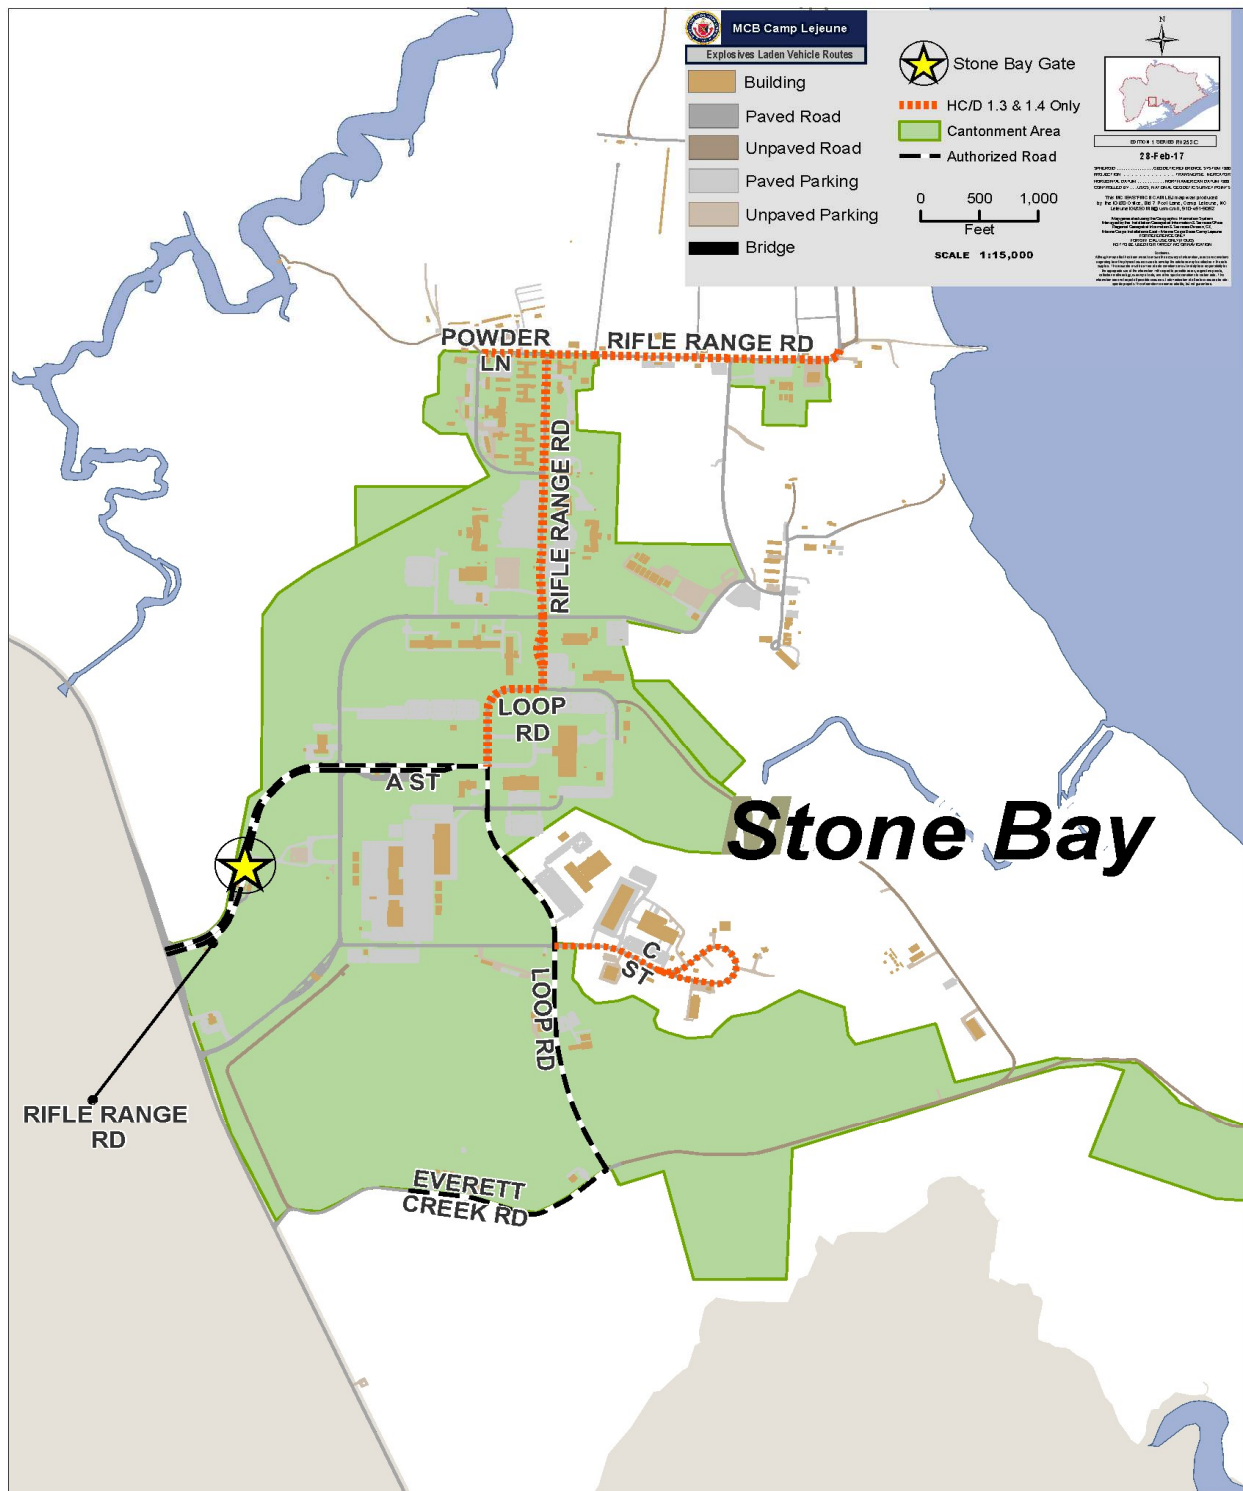 MCB Camp Lejeune
Explosives Laden Vehicle Routes
Building
Paved Road
Unpaved Road
Paved Parking
Unpaved Parking
Bridge
Stone Bay Gate
HC/D 1.3 & 1.4 Only
Cantonment Area
Authorized Road
0 500 1,000
Feet
SCALE 1:15,000
N
28-Feb-17
POWDER
LN
RIFLE RANGE RD
RIFLE RANGE RD
LOOP
RD
A ST
Stone Bay
C
ST
LOOP RD
RIFLE RANGE
RD
EVERETT
CREEK RD